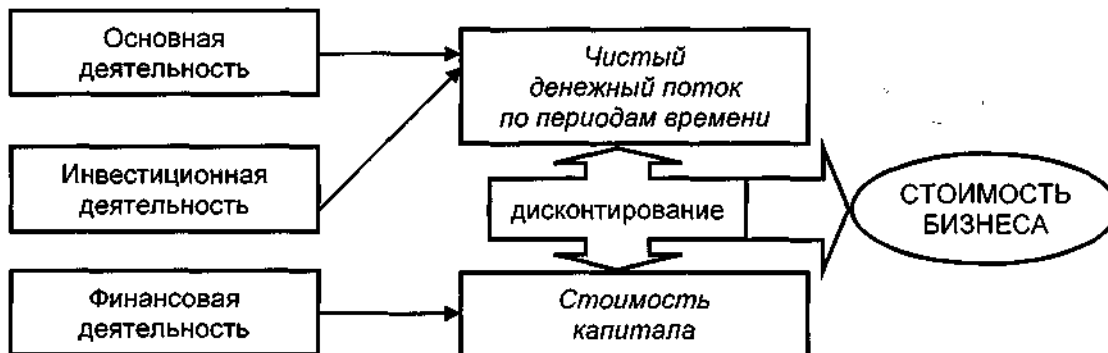 Основная
деятельность
Инвестиционная
деятельность
Финансовая
деятельность
Чистый
денежный поток
по периодам времени
дисконтирование
Стоимость
капитала
СТОИМОСТЬ
БИЗНЕСА